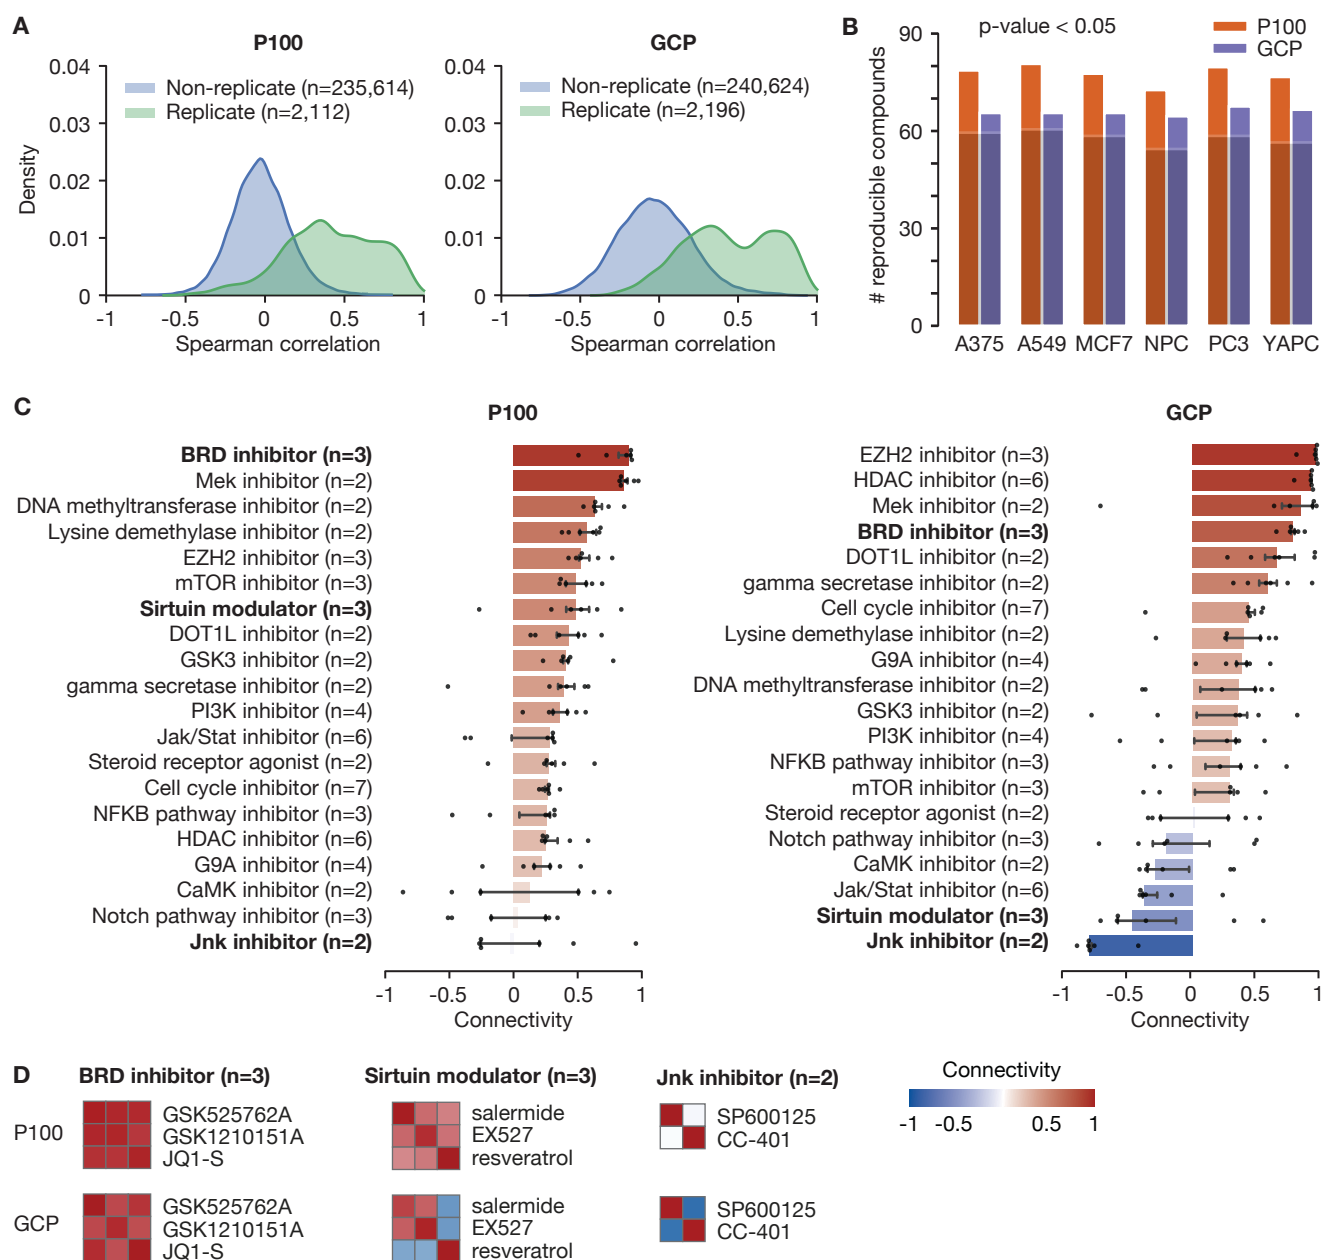 A
P100
0.04
0.03
0.02
0.01
0
Density
Non-replicate (n=235,614)
Replicate (n=2,112)
-1
-0.5
0
0.5
1
Spearman correlation
GCP
0.04
0.03
0.02
0.01
0
Non-replicate (n=240,624)
Replicate (n=2,196)
-1
-0.5
0
0.5
1
Spearman correlation
B
p-value < 0.05
P100
GCP
# reproducible compounds
90
60
30
0
A375
A549
MCF7
NPC
PC3
YAPC
C
P100
BRD inhibitor (n=3)
Mek inhibitor (n=2)
DNA methyltransferase inhibitor (n=2)
Lysine demethylase inhibitor (n=2)
EZH2 inhibitor (n=3)
mTOR inhibitor (n=3)
Sirtuin modulator (n=3)
DOT1L inhibitor (n=2)
GSK3 inhibitor (n=2)
gamma secretase inhibitor (n=2)
PI3K inhibitor (n=4)
Jak/Stat inhibitor (n=6)
Steroid receptor agonist (n=2)
Cell cycle inhibitor (n=7)
NFKB pathway inhibitor (n=3)
HDAC inhibitor (n=6)
G9A inhibitor (n=4)
CaMK inhibitor (n=2)
Notch pathway inhibitor (n=3)
Jnk inhibitor (n=2)
-1
-0.5
0
0.5
1
Connectivity
GCP
EZH2 inhibitor (n=3)
HDAC inhibitor (n=6)
Mek inhibitor (n=2)
BRD inhibitor (n=3)
DOT1L inhibitor (n=2)
gamma secretase inhibitor (n=2)
Cell cycle inhibitor (n=7)
Lysine demethylase inhibitor (n=2)
G9A inhibitor (n=4)
DNA methyltransferase inhibitor (n=2)
GSK3 inhibitor (n=2)
PI3K inhibitor (n=4)
NFKB pathway inhibitor (n=3)
mTOR inhibitor (n=3)
Steroid receptor agonist (n=2)
Notch pathway inhibitor (n=3)
CaMK inhibitor (n=2)
Jak/Stat inhibitor (n=6)
Sirtuin modulator (n=3)
Jnk inhibitor (n=2)
-1
-0.5
0
0.5
1
Connectivity
D
BRD inhibitor (n=3)
Sirtuin modulator (n=3)
Jnk inhibitor (n=2)
P100
GSK525762A
GSK1210151A
JQ1-S
salermide
EX527
resveratrol
SP600125
CC-401
GCP
GSK525762A
GSK1210151A
JQ1-S
salermide
EX527
resveratrol
SP600125
CC-401
Connectivity
-1
-0.5
0.5
1